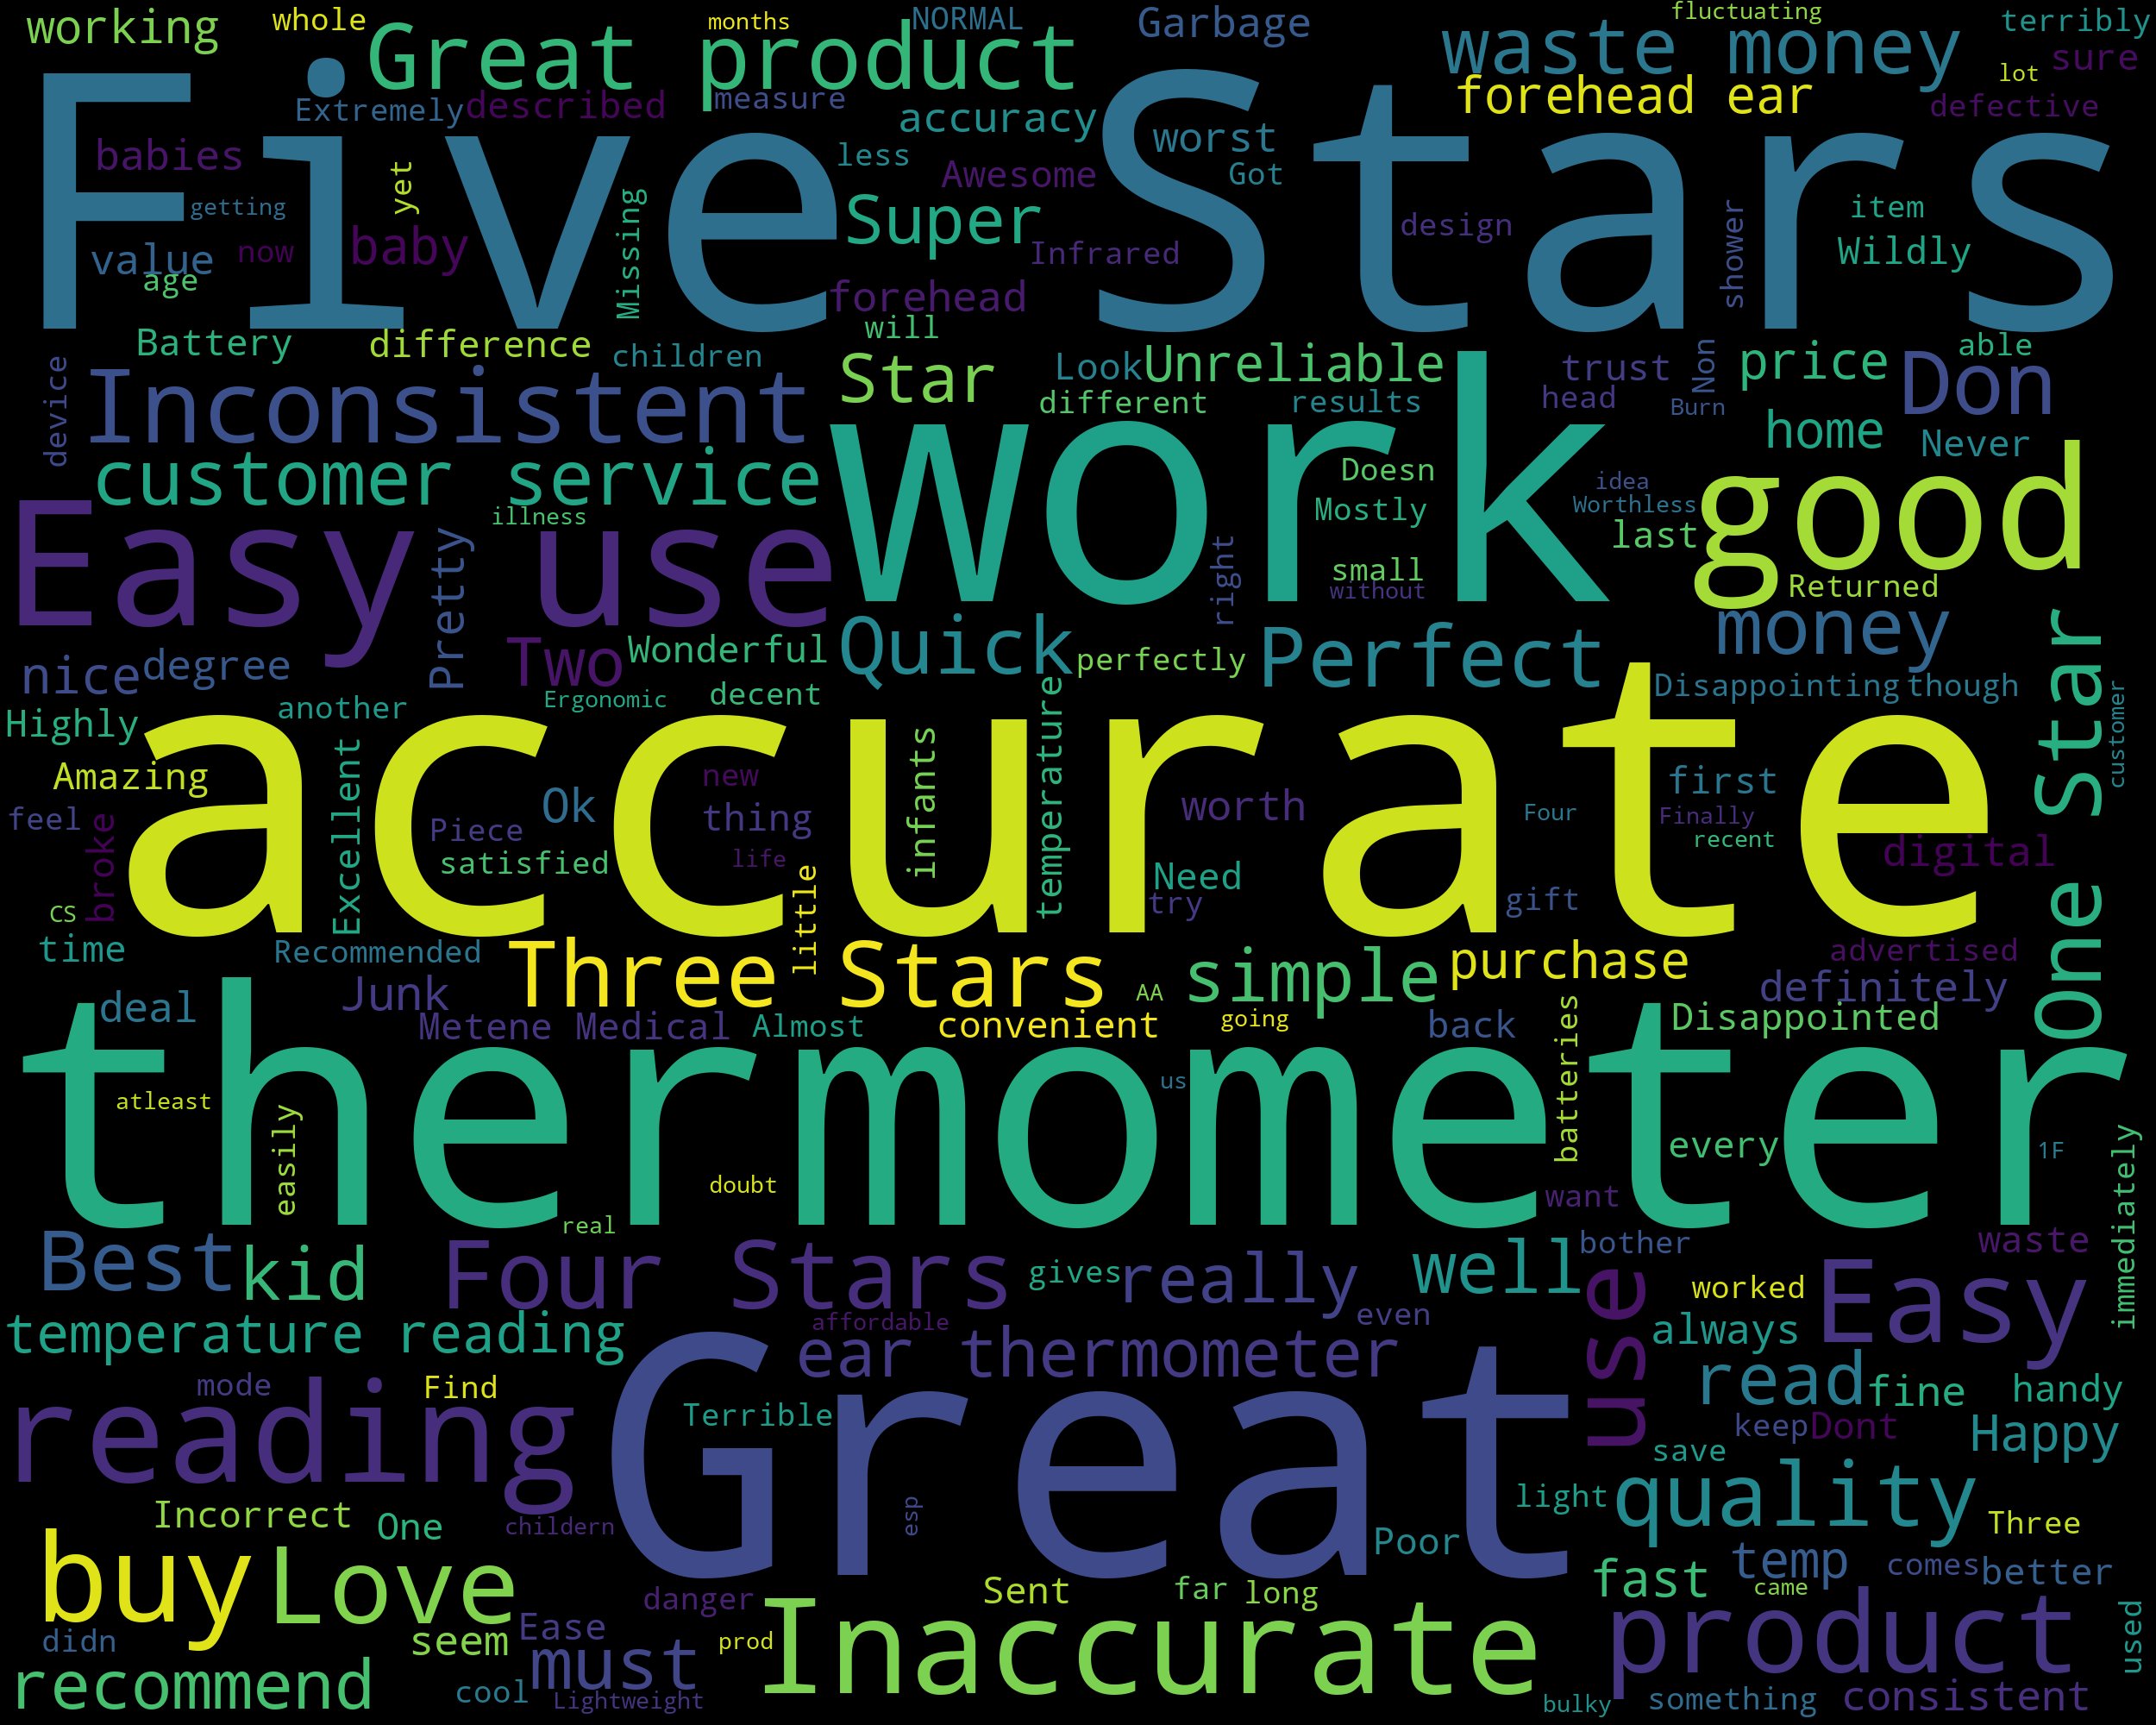 working
whole
Great product
months
NORMAL
Garbage
waste money
fluctuating
terribly
sure
lot
Extremely
described
measure
accuracy
worst
forehead ear
defective
Five Stars
babies
yet
less
Awesome
Got
getting
Missing
Super
design
shower
item
value
now
baby
Infrared
Wildly
age
forehead
Battery
difference
children
will
Star
Look
Unreliable
trust
Non
price
able
Don
device
Inconsistent
different
results
head
Burn
home
Never
customer service
work
Doesn
idea
good
Easy use
illness
Pretty
Mostly
Worthless
last
right
small
without
Returned
nice
degree
Two
Wonderful
Quick
perfectly
Perfect
money
Highly
another
Ergonomic
decent
temperature
Disappointing
though
One Star
customer
Amazing
accurate
Excellent
new
infants
first
feel
broke
Piece
Ok
thing
worth
Four
Finally
satisfied
life
recent
digital
CS
little
Need
try
gift
time
Recommended
Three Stars
simple
purchase
advertised
deal
Junk
AA
definitely
Metene Medical
Almost
convenient
going
back
batteries
Disappointed
thermometer
atleast
easily
us
every
1F
immediately
doubt
real
want
Best
kid
Four Stars
gives
really
well
bother
waste
use
worked
Easy
temperature reading
affordable
even
always
ear thermometer
mode
Find
reading
Great
Terrible
read
fine
handy
keep
Dont
Happy
save
Incorrect
One
childern
esp
light
quality
Three
Poor
buy
Love
danger
Sent
far
long
fast
temp
came
comes
better
didn
seem
Ease
must
prod
Inaccurate
product
used
recommend
cool
Lightweight
bulky
something
consistent